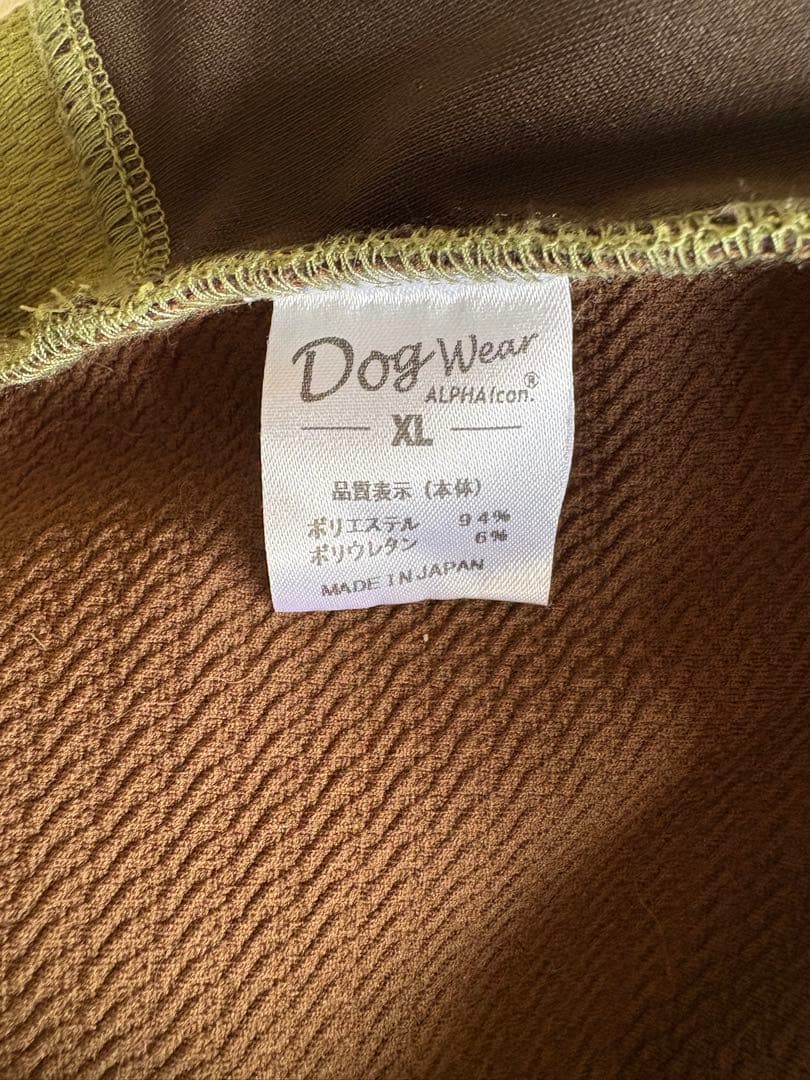 Dog Wear
ALPHAIcon.®
XL
品質表示（本体）
ポリエステル 94%
ポリウレタン 6%
MADE IN JAPAN